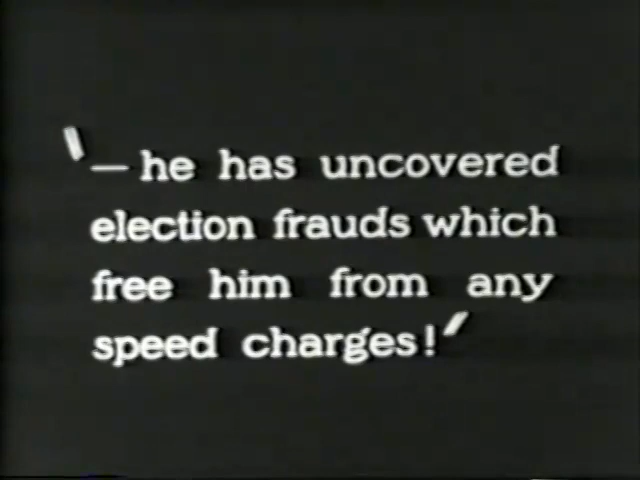 '— he has uncovered
election frauds which
free him from any
speed charges!'